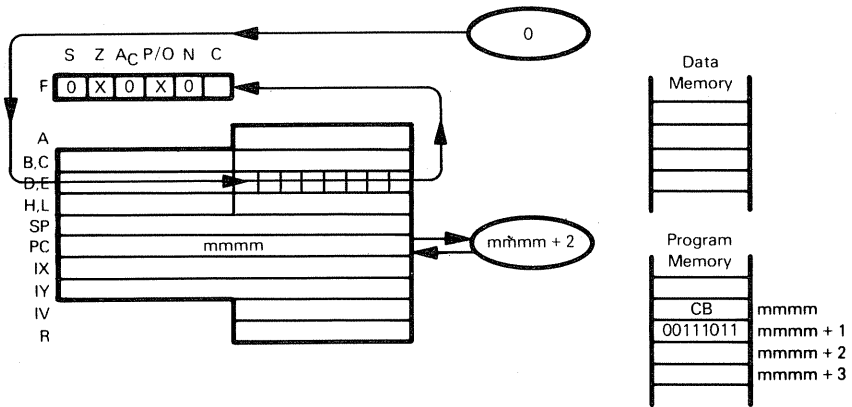 0
S Z AC P/O N C
F 0 X 0 X 0
Data
Memory
A
B,C
D,E
H,L
SP
PC mmmm mmmm + 2
IX
IY
IV
R
Program
Memory
CB mmmm
00111011 mmmm + 1
mmmm + 2
mmmm + 3